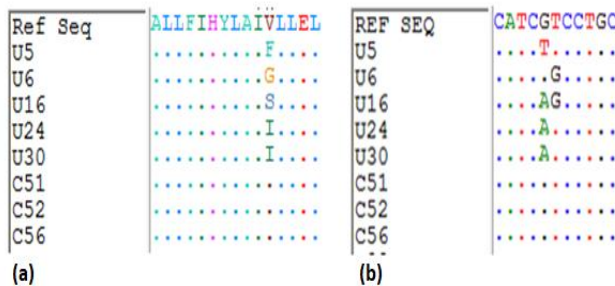 Ref Seq ALLFIHYLAIVLLEL
U5 ..........F....
U6 ..........G....
U16 ..........S....
U24 ..........I....
U30 ..........I....
C51 ...............
C52 ...............
C56 ...............
(a)
REF SEQ CATCGTCCTGC
U5 ....T......
U6 .....G.....
U16 ....AG.....
U24 ....A......
U30 ....A......
C51 ...........
C52 ...........
C56 ...........
(b)